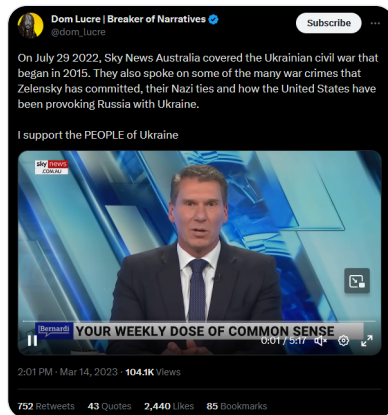 Dom Lucre | Breaker of Narratives
@dom_lucre
Subscribe
On July 29 2022, Sky News Australia covered the Ukrainian civil war that
began in 2015. They also spoke on some of the many war crimes that
Zelensky has committed, their Nazi ties and how the United States have
been provoking Russia with Ukraine.
I support the PEOPLE of Ukraine
sky news
.COM.AU
Bernardi
YOUR WEEKLY DOSE OF COMMON SENSE
0:01 / 5:17
2:01 PM · Mar 14, 2023 · 104.1K Views
752 Retweets 43 Quotes 2,440 Likes 85 Bookmarks